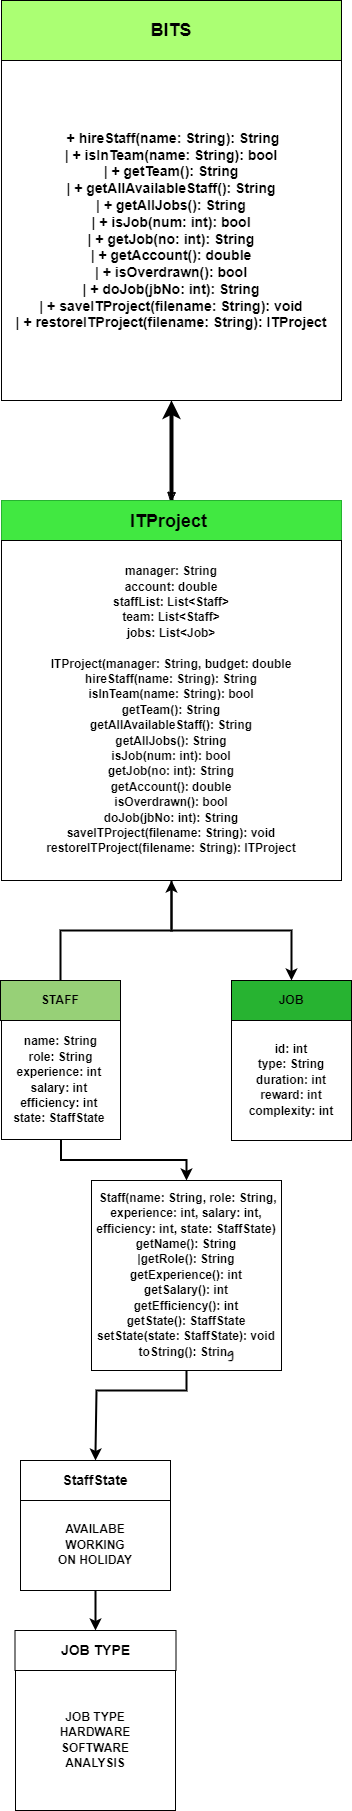 BITS
+ hireStaff(name: String): String
| + isInTeam(name: String): bool
| + getTeam(): String
| + getAllAvailableStaff(): String
| + getAllJobs(): String
| + isJob(num: int): bool
| + getJob(no: int): String
| + getAccount(): double
| + isOverdrawn(): bool
| + doJob(jbNo: int): String
| + saveITProject(filename: String): void
| + restoreITProject(filename: String): ITProject
ITProject
manager: String
account: double
staffList: List<Staff>
team: List<Staff>
jobs: List<Job>
ITProject(manager: String, budget: double
hireStaff(name: String): String
isInTeam(name: String): bool
getTeam(): String
getAllAvailableStaff(): String
getAllJobs(): String
isJob(num: int): bool
getJob(no: int): String
getAccount(): double
isOverdrawn(): bool
doJob(jbNo: int): String
saveITProject(filename: String): void
restoreITProject(filename: String): ITProject
STAFF
name: String
role: String
experience: int
salary: int
efficiency: int
state: StaffState
JOB
id: int
type: String
duration: int
reward: int
complexity: int
Staff(name: String, role: String,
experience: int, salary: int,
efficiency: int, state: StaffState)
getName(): String
|getRole(): String
getExperience(): int
getSalary(): int
getEfficiency(): int
getState(): StaffState
setState(state: StaffState): void
toString(): String
StaffState
AVAILABE
WORKING
ON HOLIDAY
JOB TYPE
JOB TYPE
HARDWARE
SOFTWARE
ANALYSIS